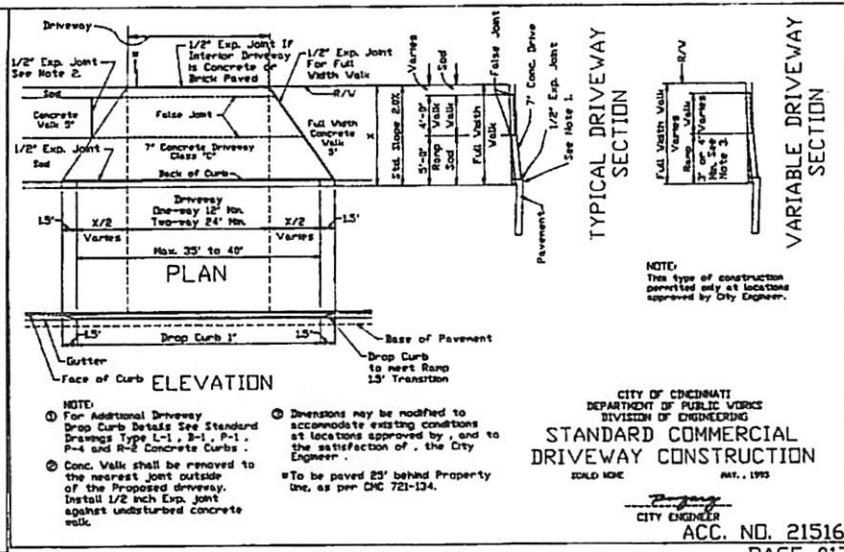 Driveway
1/2" Exp. Joint
See Note 2.
1/2" Exp. Joint If
Interior Driveway
Is Concrete or
Brick Paved
1/2" Exp. Joint
For Full
Width Walk
R/W
Sod
False Joint
Concrete
Walk 5"
Full Width
Concrete
Walk
5'
X
1/2" Exp. Joint
Sod
7" Concrete Driveway
Class "C"
Back of Curb
Driveway
One-way 12' Min.
Two-way 24' Min.
1.5'
X/2
Varies
X/2
Varies
1.5'
Max. 35' to 40'
PLAN
1.5'
Drop Curb 1"
1.5'
Base of Pavement
Gutter
Face of Curb
Drop Curb
to meet Ramp
1.5' Transition
ELEVATION
Std. Slope 2.0%
Varies
Sod
5'-0"
4'-0"
Ramp
Walk
Sod
Walk
Full Width
Walk
False Joint
7" Conc. Drive
1/2" Exp. Joint
See Note 1.
Pavement
TYPICAL DRIVEWAY
SECTION
R/W
Full Width Walk
Varies
Ramp
Walk
3' or 4'
Varies
Min. See
Note 3.
VARIABLE DRIVEWAY
SECTION
NOTE:
This type of construction
permitted only at locations
approved by City Engineer.
NOTE:
① For Additional Driveway
Drop Curb Details See Standard
Drawings Type L-1 , B-1 , P-1 ,
P-4 and R-2 Concrete Curbs .
② Conc. Walk shall be removed to
the nearest joint outside
of the Proposed driveway.
Install 1/2 inch Exp. joint
against undisturbed concrete
walk.
③ Dimensions may be modified to
accommodate existing conditions
at locations approved by , and to
the satisfaction of , the City
Engineer .
* To be paved 25' behind Property
Line, as per CMC 721-134.
CITY OF CINCINNATI
DEPARTMENT OF PUBLIC WORKS
DIVISION OF ENGINEERING
STANDARD COMMERCIAL
DRIVEWAY CONSTRUCTION
SCALE NONE
1995
CITY ENGINEER
ACC. NO. 21516